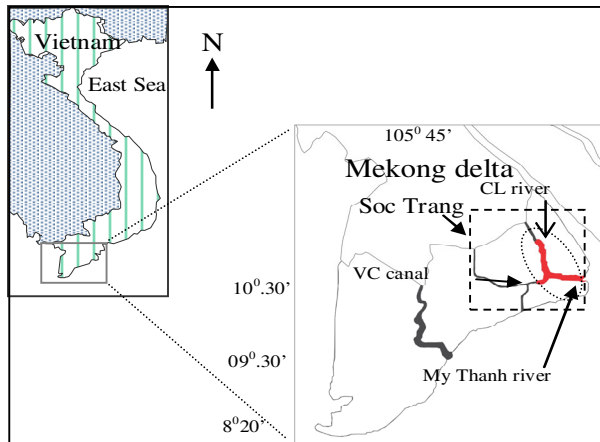 Vietnam
East Sea
N
105⁰ 45’
Mekong delta
CL river
Soc Trang
VC canal
10⁰.30’
09⁰.30’
My Thanh river
8⁰20’